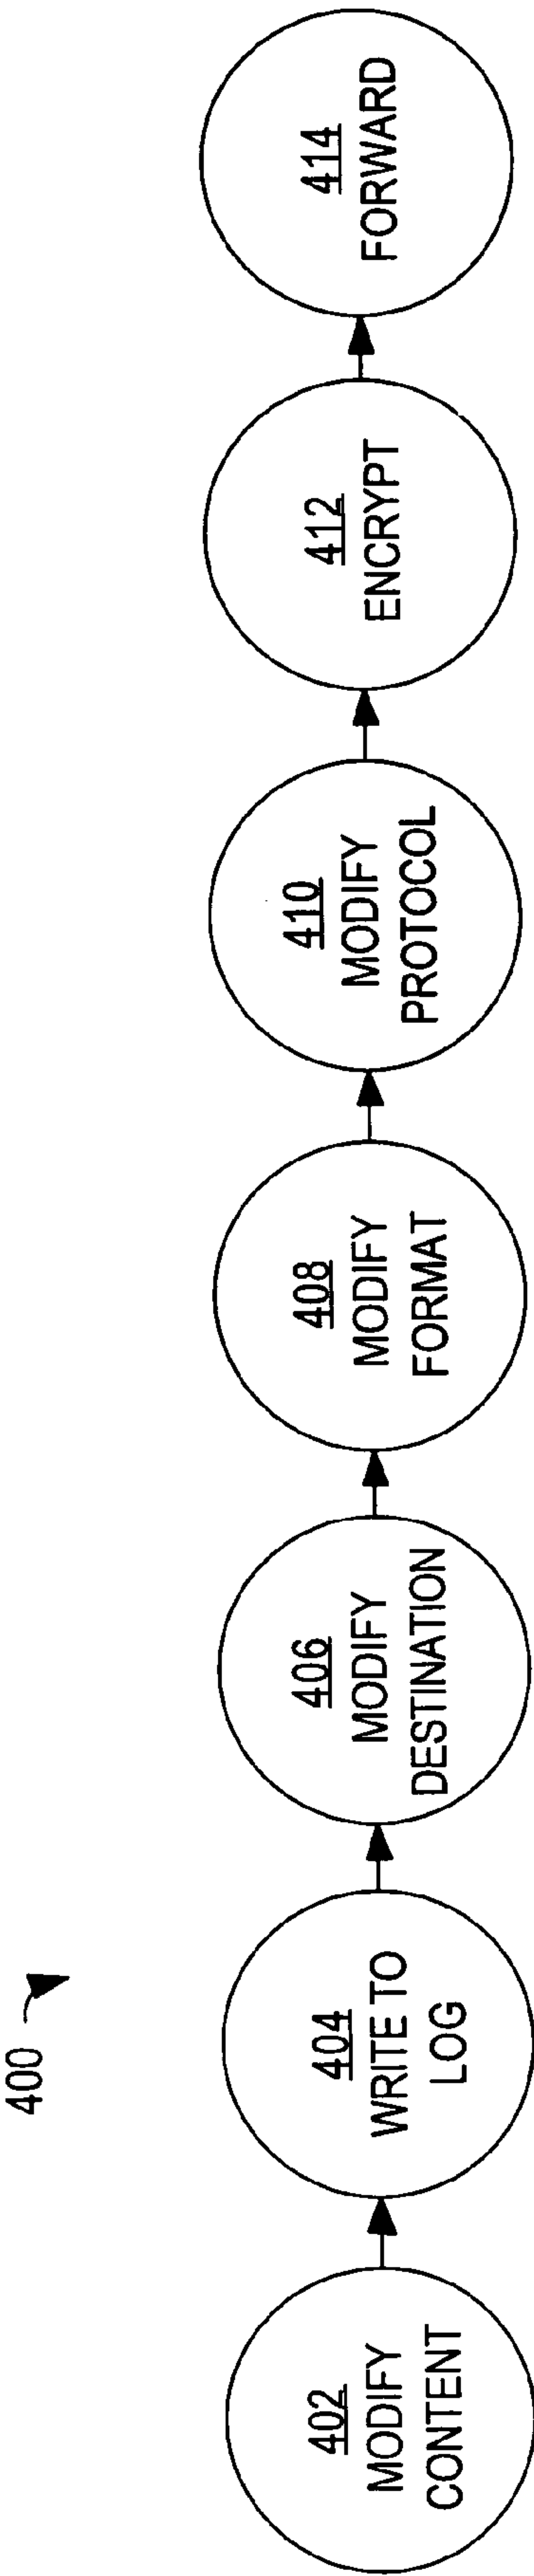 400
402
MODIFY
CONTENT
404
WRITE TO
LOG
406
MODIFY
DESTINATION
408
MODIFY
FORMAT
410
MODIFY
PROTOCOL
412
ENCRYPT
414
FORWARD